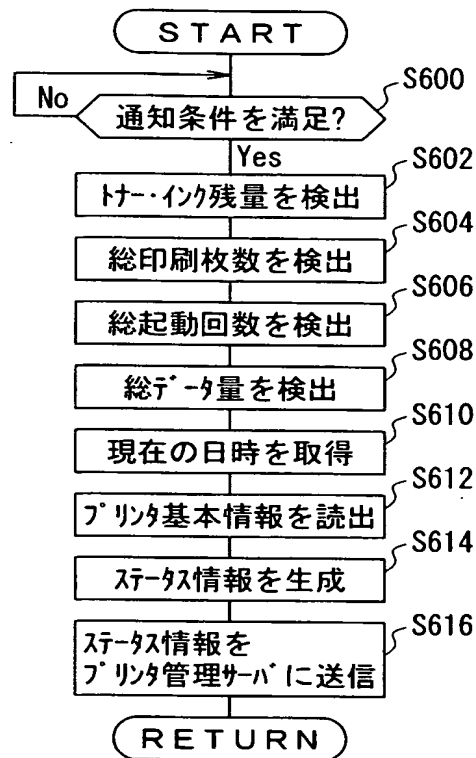 START
No
S600
通知条件を満足?
Yes
S602
ﾄﾅｰ・ｲﾝｸ残量を検出
S604
総印刷枚数を検出
S606
総起動回数を検出
S608
総ﾃﾞｰﾀ量を検出
S610
現在の日時を取得
S612
ﾌﾟﾘﾝﾀ基本情報を読出
S614
ｽﾃｰﾀｽ情報を生成
S616
ｽﾃｰﾀｽ情報を
ﾌﾟﾘﾝﾀ管理ｻｰﾊﾞに送信
RETURN